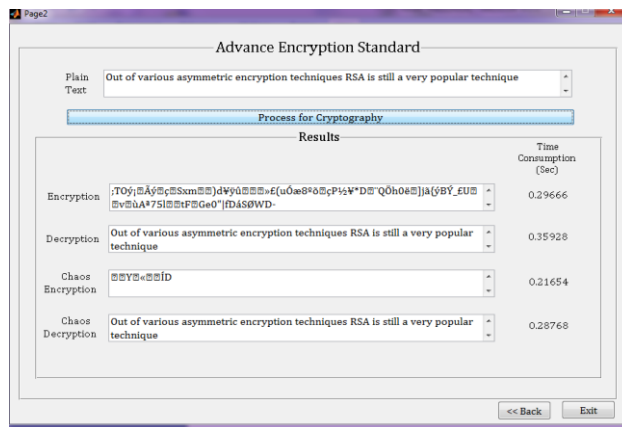 Page2
Advance Encryption Standard
Plain
Text
Out of various asymmetric encryption techniques RSA is still a very popular technique
Process for Cryptography
Results
Time
Consumption
(Sec)
Encryption
0.29666
Decryption
Out of various asymmetric encryption techniques RSA is still a very popular
technique
0.35928
Chaos
Encryption
0.21654
Chaos
Decryption
Out of various asymmetric encryption techniques RSA is still a very popular
technique
0.28768
<< Back
Exit